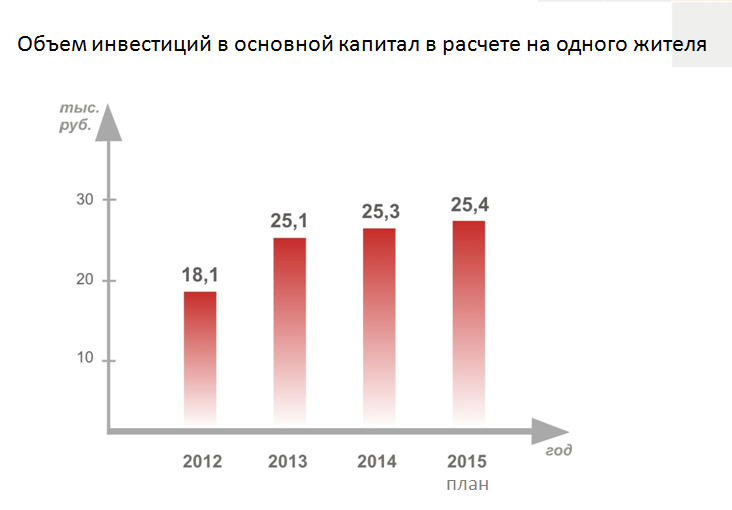 Объем инвестиций в основной капитал в расчете на одного жителя
тыс.
руб.
30
20
10
18,1
25,1
25,3
25,4
2012
2013
2014
2015
план
год